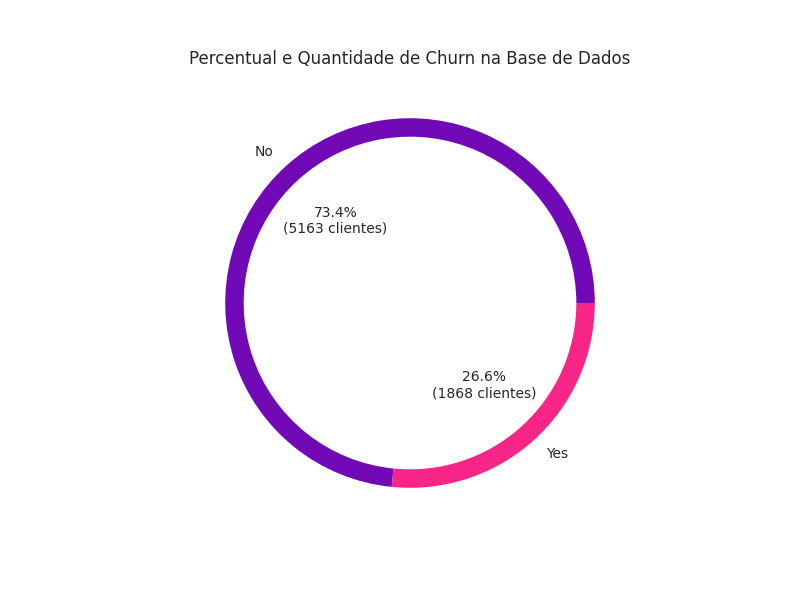 Percentual e Quantidade de Churn na Base de Dados
No
73.4%
(5163 clientes)
26.6%
(1868 clientes)
Yes